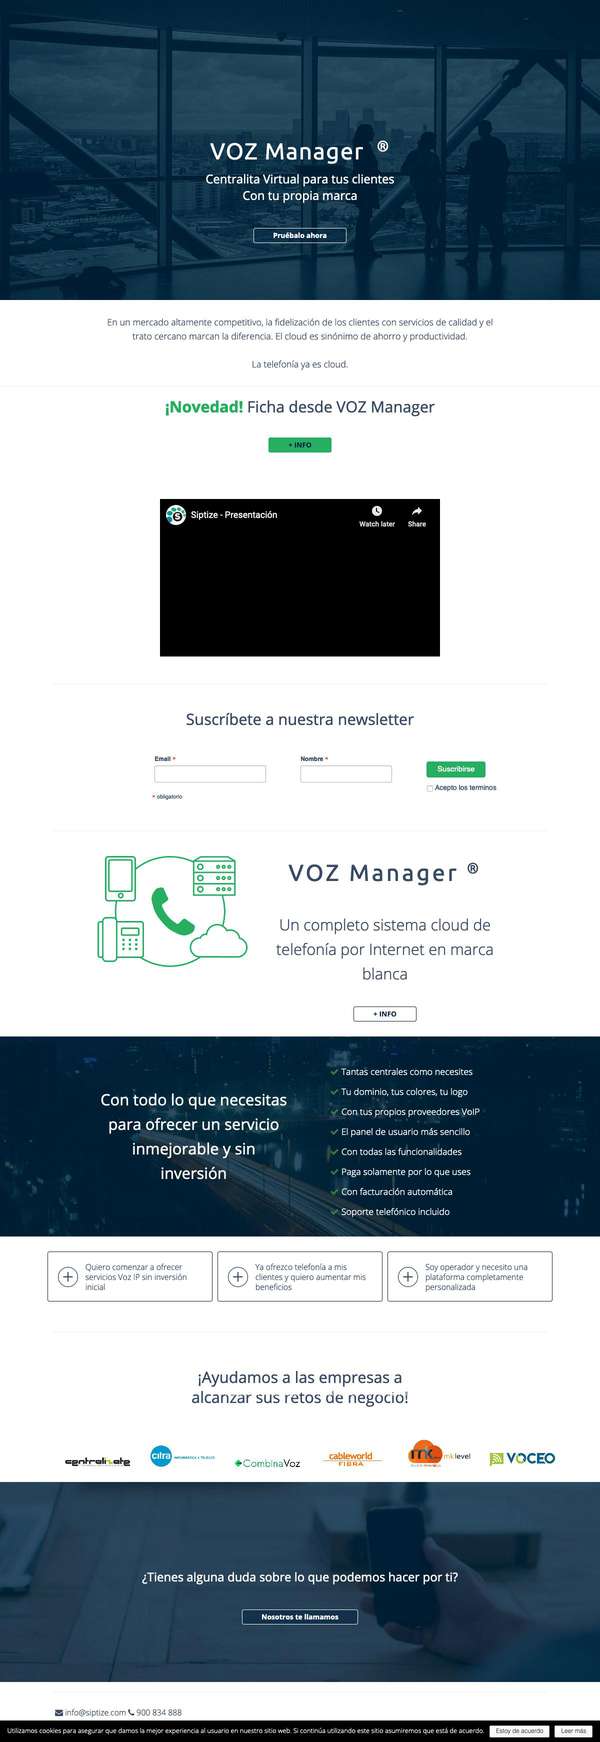 VOZ Manager ®
Centralita Virtual para tus clientes
Con tu propia marca
Pruébalo ahora
En un mercado altamente competitivo, la fidelización de los clientes con servicios de calidad y el
trato cercano marcan la diferencia. El cloud es sinónimo de ahorro y productividad.
La telefonía ya es cloud.
¡Novedad! Ficha desde VOZ Manager
+ INFO
S
Siptize - Presentación
Watch later
Share
Suscríbete a nuestra newsletter
Email *
Nombre *
Suscribirse
Acepto los terminos
* obligatorio
VOZ Manager ®
Un completo sistema cloud de
telefonía por Internet en marca
blanca
+ INFO
Con todo lo que necesitas
para ofrecer un servicio
inmejorable y sin
inversión
Tantas centrales como necesites
Tu dominio, tus colores, tu logo
Con tus propios proveedores VoIP
El panel de usuario más sencillo
Con todas las funcionalidades
Paga solamente por lo que uses
Con facturación automática
Soporte telefónico incluido
Quiero comenzar a ofrecer
servicios Voz IP sin inversión
inicial
Ya ofrezco telefonía a mis
clientes y quiero aumentar mis
beneficios
Soy operador y necesito una
plataforma completamente
personalizada
¡Ayudamos a las empresas a
alcanzar sus retos de negocio!
centralizate
citra
INFORMÁTICA & TELECO
CombinaVoz
cableworld
FIBRA
mk
mk level
VOCEO
¿Tienes alguna duda sobre lo que podemos hacer por ti?
Nosotros te llamamos
info@siptize.com 900 834 888
Utilizamos cookies para asegurar que damos la mejor experiencia al usuario en nuestro sitio web. Si continúa utilizando este sitio asumiremos que está de acuerdo.
Estoy de acuerdo
Leer más